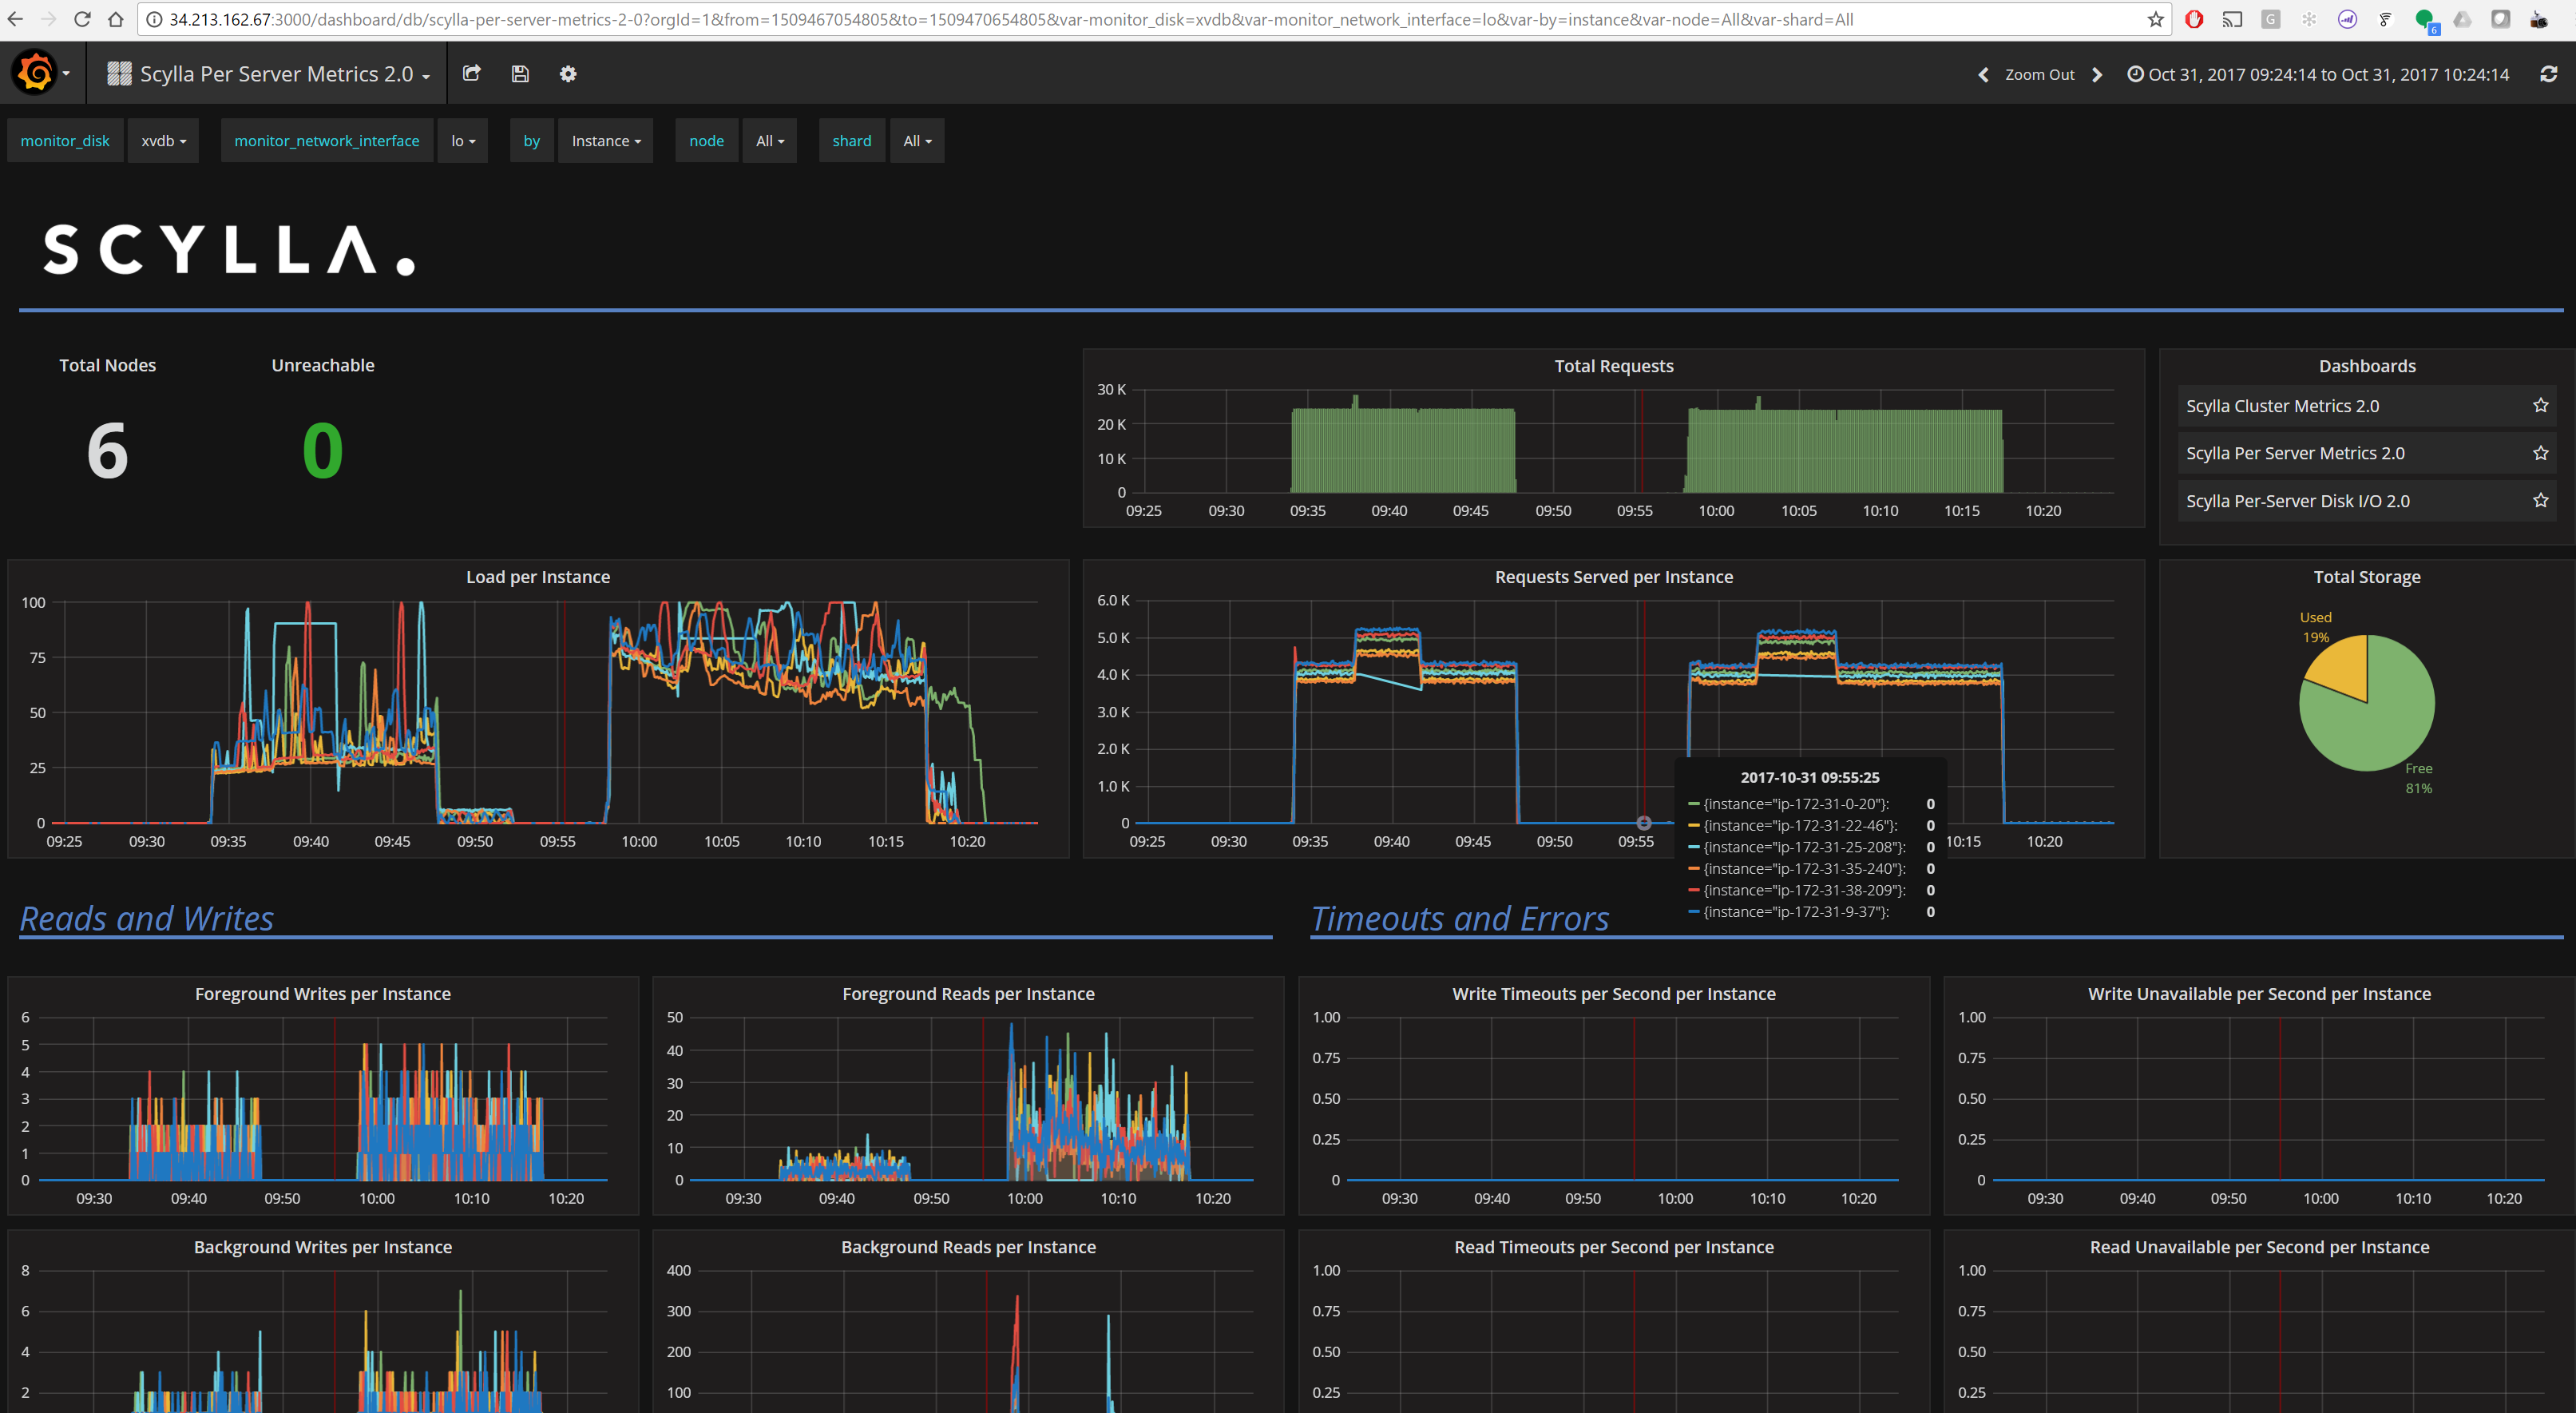 34.213.162.67:3000/dashboard/db/scylla-per-server-metrics-2-0?orgId=1&from=1509467054805&to=1509470654805&var-monitor_disk=xvdb&var-monitor_network_interface=lo&var-by=instance&var-node=All&var-shard=All
G
6
Scylla Per Server Metrics 2.0
Zoom Out
Oct 31, 2017 09:24:14 to Oct 31, 2017 10:24:14
monitor_disk xvdb monitor_network_interface lo by Instance node All shard All
SCYLLA.
Total Nodes
6
Unreachable
0
Total Requests
30 K
20 K
10 K
0
09:25 09:30 09:35 09:40 09:45 09:50 09:55 10:00 10:05 10:10 10:15 10:20
Dashboards
Scylla Cluster Metrics 2.0
Scylla Per Server Metrics 2.0
Scylla Per-Server Disk I/O 2.0
Load per Instance
100
75
50
25
0
09:25 09:30 09:35 09:40 09:45 09:50 09:55 10:00 10:05 10:10 10:15 10:20
Requests Served per Instance
6.0 K
5.0 K
4.0 K
3.0 K
2.0 K
1.0 K
0
09:25 09:30 09:35 09:40 09:45 09:50 09:55 10:15 10:20
2017-10-31 09:55:25
{instance="ip-172-31-0-20"}: 0
{instance="ip-172-31-22-46"}: 0
{instance="ip-172-31-25-208"}: 0
{instance="ip-172-31-35-240"}: 0
{instance="ip-172-31-38-209"}: 0
{instance="ip-172-31-9-37"}: 0
Total Storage
Used
19%
Free
81%
Reads and Writes
Timeouts and Errors
Foreground Writes per Instance
6
5
4
3
2
1
0
09:30 09:40 09:50 10:00 10:10 10:20
Foreground Reads per Instance
50
40
30
20
10
0
09:30 09:40 09:50 10:00 10:10 10:20
Write Timeouts per Second per Instance
1.00
0.75
0.50
0.25
0
09:30 09:40 09:50 10:00 10:10 10:20
Write Unavailable per Second per Instance
1.00
0.75
0.50
0.25
0
09:30 09:40 09:50 10:00 10:10 10:20
Background Writes per Instance
8
6
4
2
Background Reads per Instance
400
300
200
100
Read Timeouts per Second per Instance
1.00
0.75
0.50
0.25
Read Unavailable per Second per Instance
1.00
0.75
0.50
0.25